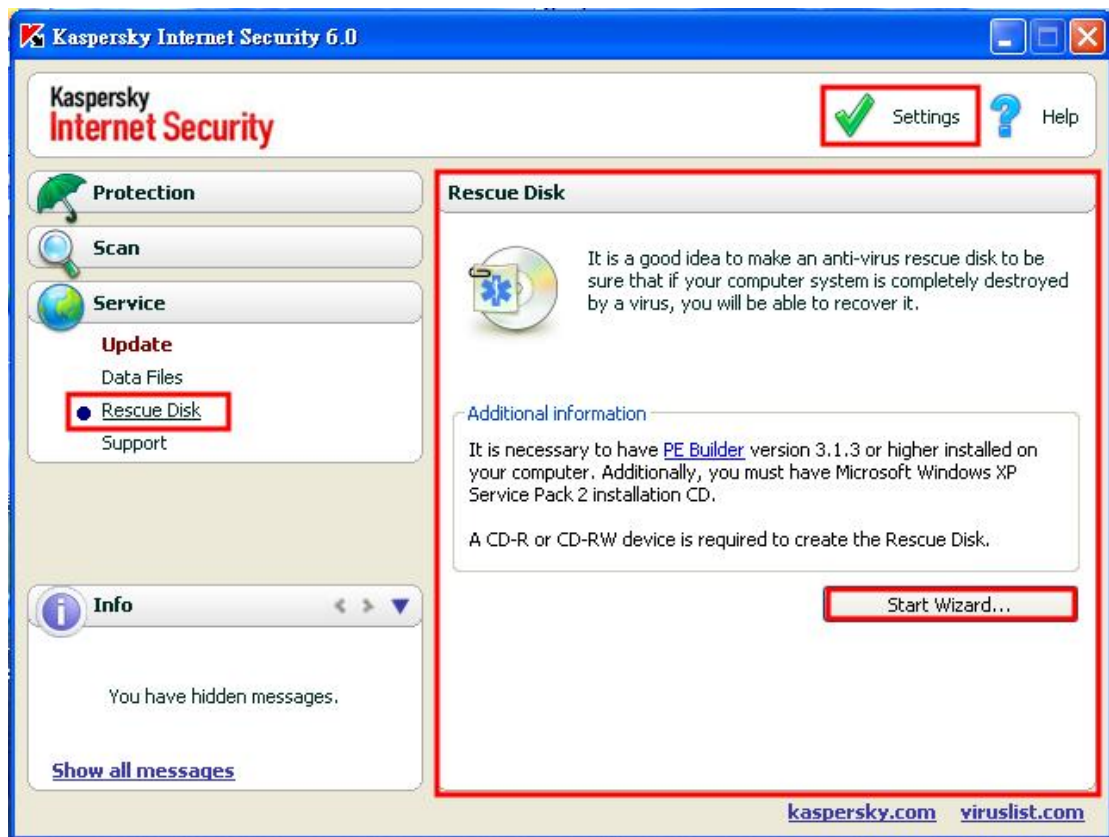 Kaspersky Internet Security 6.0
Kaspersky
Internet Security
Settings
Help
Protection
Scan
Service
Update
Data Files
Rescue Disk
Support
Info
You have hidden messages.
Show all messages
Rescue Disk
It is a good idea to make an anti-virus rescue disk to be
sure that if your computer system is completely destroyed
by a virus, you will be able to recover it.
Additional information
It is necessary to have PE Builder version 3.1.3 or higher installed on
your computer. Additionally, you must have Microsoft Windows XP
Service Pack 2 installation CD.
A CD-R or CD-RW device is required to create the Rescue Disk.
Start Wizard...
kaspersky.com
viruslist.com